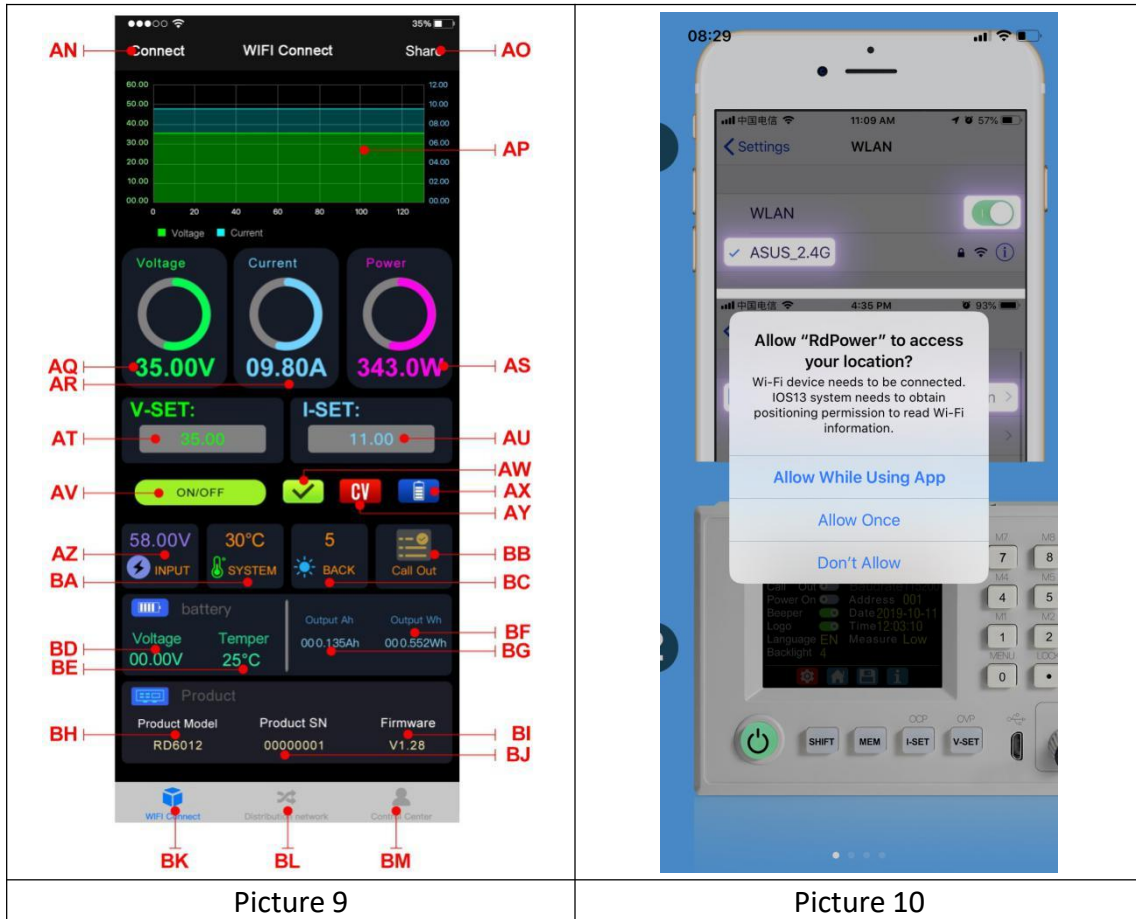 35%
AN Connect WIFI Connect Share AO
60.00 12.00
50.00 10.00
40.00 08.00
30.00 06.00
AP
20.00 04.00
10.00 02.00
00.00 00.00
0 20 40 60 80 100 120
Voltage Current
Voltage Current Power
AQ 35.00V 09.80A 343.0W AS
AR
V-SET: I-SET:
AT 35.00 11.00 AU
AW
AV ON/OFF CV AX
AY
58.00V 30°C 5
AZ INPUT SYSTEM BACK Call Out BB
BA BC
battery
Output Ah Output Wh BF
Voltage Temper 000.135Ah 000.552Wh BG
BD 00.00V 25°C
BE
Product
Product Model Product SN Firmware
BH RD6012 00000001 V1.28 BI
BJ
WIFI Connect Distribution network Control Center
BK BL BM
Picture 9
08:29
中国电信 11:09 AM 57%
Settings WLAN
WLAN
ASUS_2.4G
中国电信 4:35 PM 93%
Allow “RdPower” to access
your location?
Wi-Fi device needs to be connected.
IOS13 system needs to obtain
positioning permission to read Wi-Fi
information.
Allow While Using App
Allow Once
Don’t Allow
M7 M8
7 8
M4 M5
4 5
M1 M2
1 2
MENU LOCK
0
Call Out
Power On Address 001
Beeper Date 2019-10-11
Logo Time 12:03:10
Language EN Measure Low
Backlight 4
OCP OVP
SHIFT MEM I-SET V-SET
Picture 10